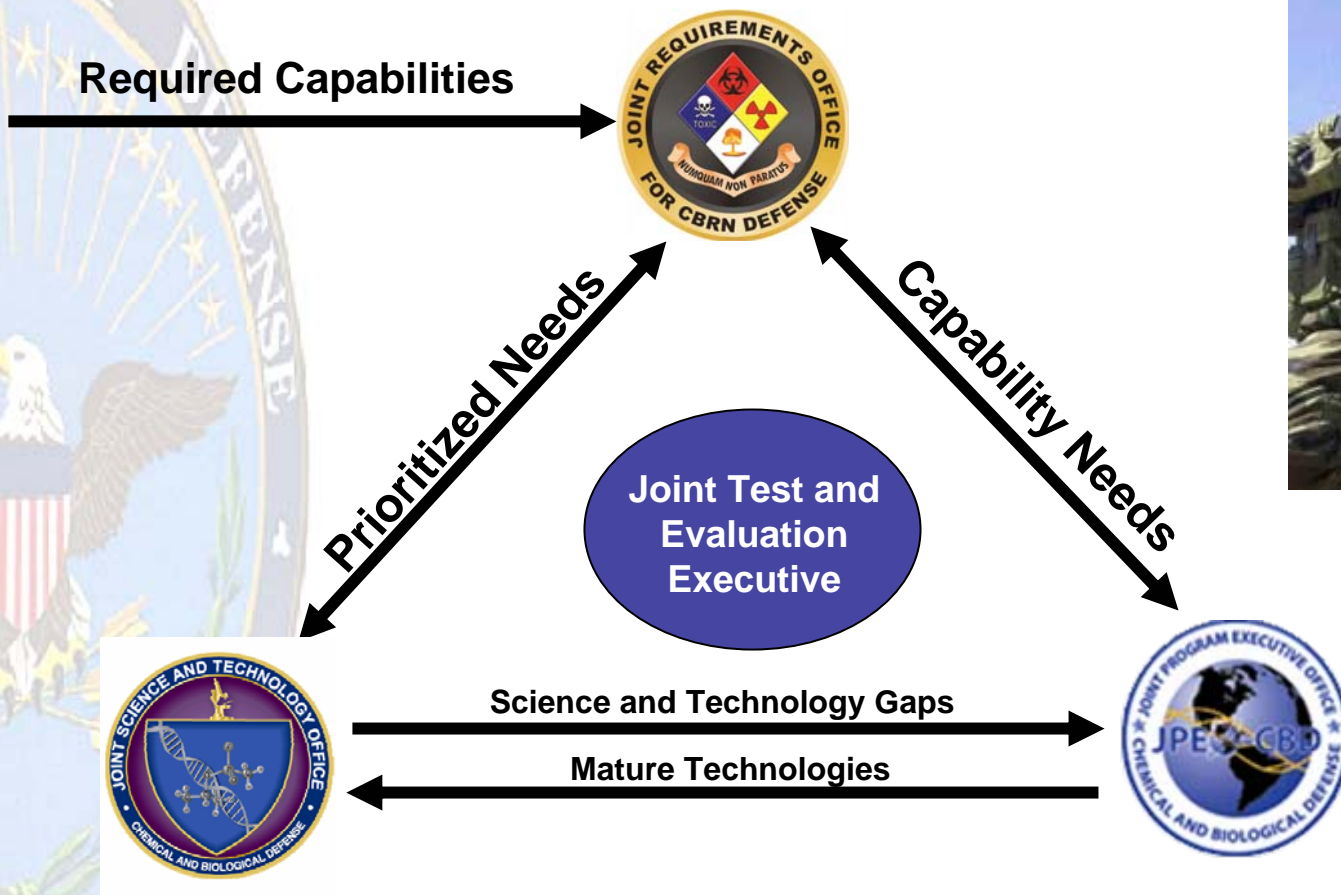 Required Capabilities
JOINT REQUIREMENTS OFFICE
FOR CBRN DEFENSE
TOXIC
NUMQUAM NON PARATUS
DEFENSE
Prioritized Needs
Capability Needs
Joint Test and
Evaluation
Executive
JOINT SCIENCE AND TECHNOLOGY OFFICE
CHEMICAL AND BIOLOGICAL DEFENSE
Science and Technology Gaps
Mature Technologies
JOINT PROGRAM EXECUTIVE OFFICE
JPEO-CBD
CHEMICAL AND BIOLOGICAL DEFENSE